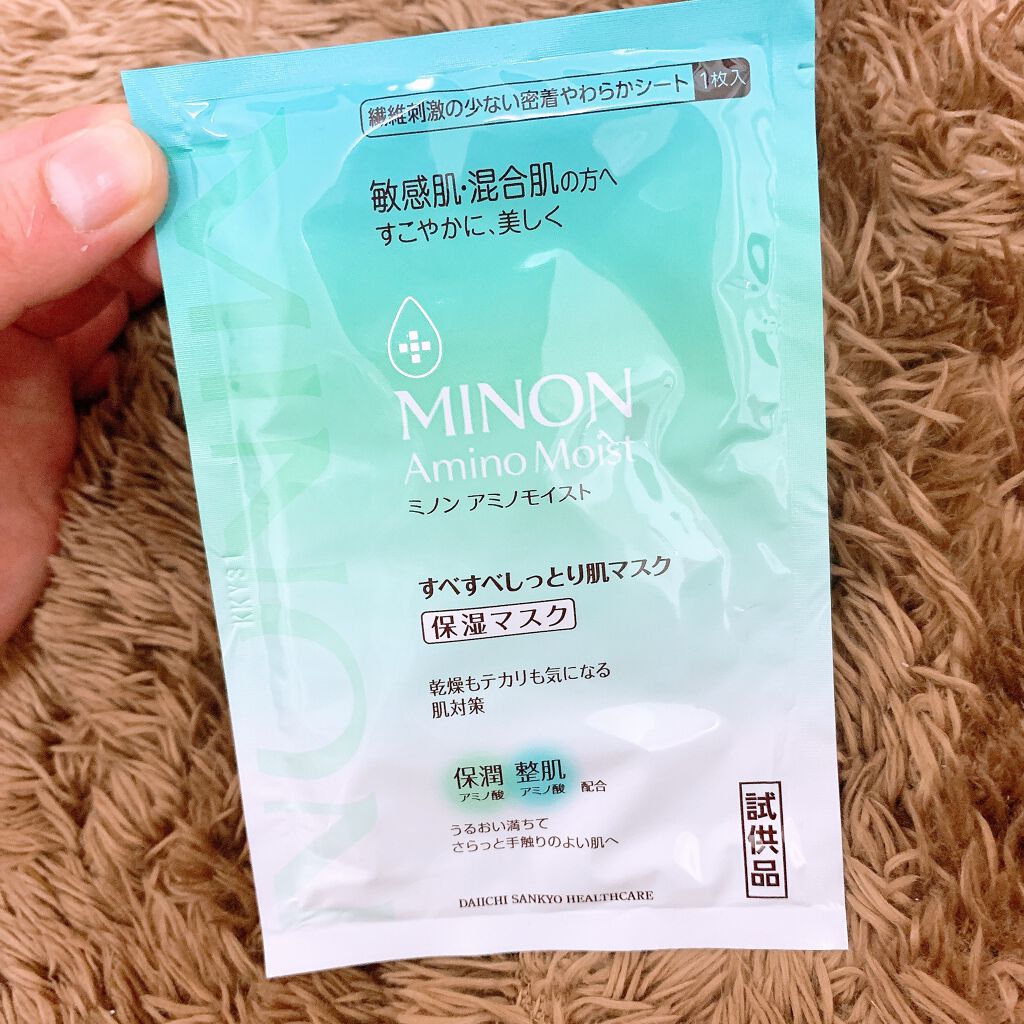 繊維刺激の少ない密着やわらかシート 1枚入
敏感肌・混合肌の方へ
すこやかに、美しく
MINON
Amino Moist
ミノン アミノモイスト
すべすべしっとり肌マスク
保湿マスク
乾燥もテカリも気になる
肌対策
保潤 整肌
アミノ酸 アミノ酸 配合
うるおい満ちて
さらっと手触りのよい肌へ
試供品
DAIICHI SANKYO HEALTHCARE
MINON